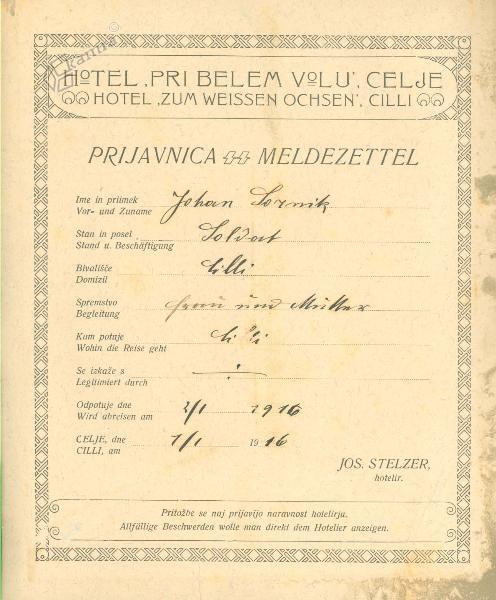 kamra
HOTEL ‚PRI BELEM VOLU‘, CELJE
HOTEL ‚ZUM WEISSEN OCHSEN‘, CILLI
PRIJAVNICA MELDEZETTEL
Ime in priimek Johan Sornik
Vor- und Zuname
Stan in posel Soldat
Stand u. Beschäftigung
Bivališče Cilli
Domizil
Spremstvo Frau und Mutter
Begleitung
Kam potuje Cilli
Wohin die Reise geht
Se izkaže s ÷
Legitimiert durch
Odpotuje dne 2/1 1916
Wird abreisen am
CELJE, dne 1/1 1916
CILLI, am
JOS. STELZER,
hotelir.
Pritožbe se naj prijavijo naravnost hotelirju.
Allfällige Beschwerden wolle man direkt dem Hotelier anzeigen.